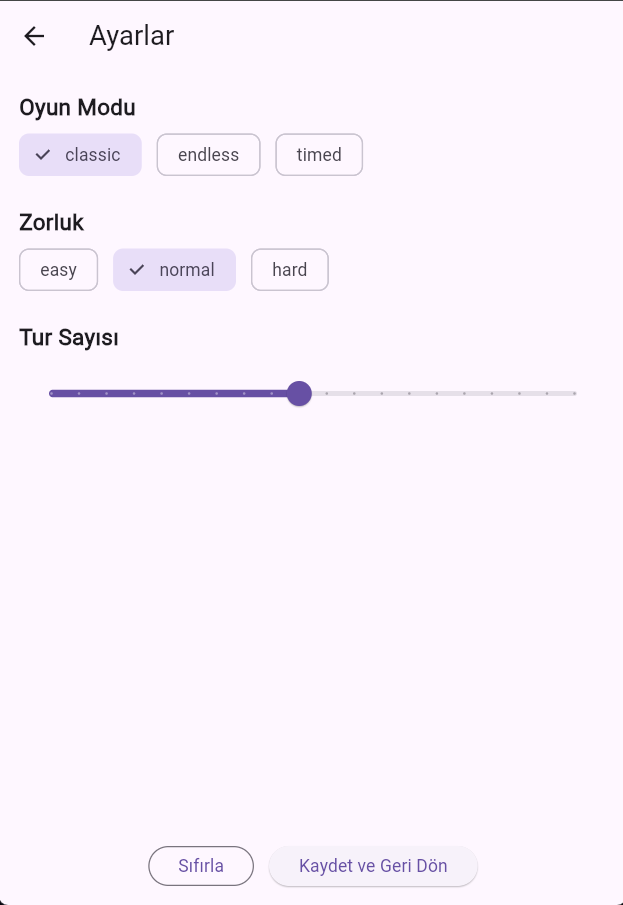 Ayarlar
Oyun Modu
classic endless timed
Zorluk
easy normal hard
Tur Sayısı
Sıfırla Kaydet ve Geri Dön